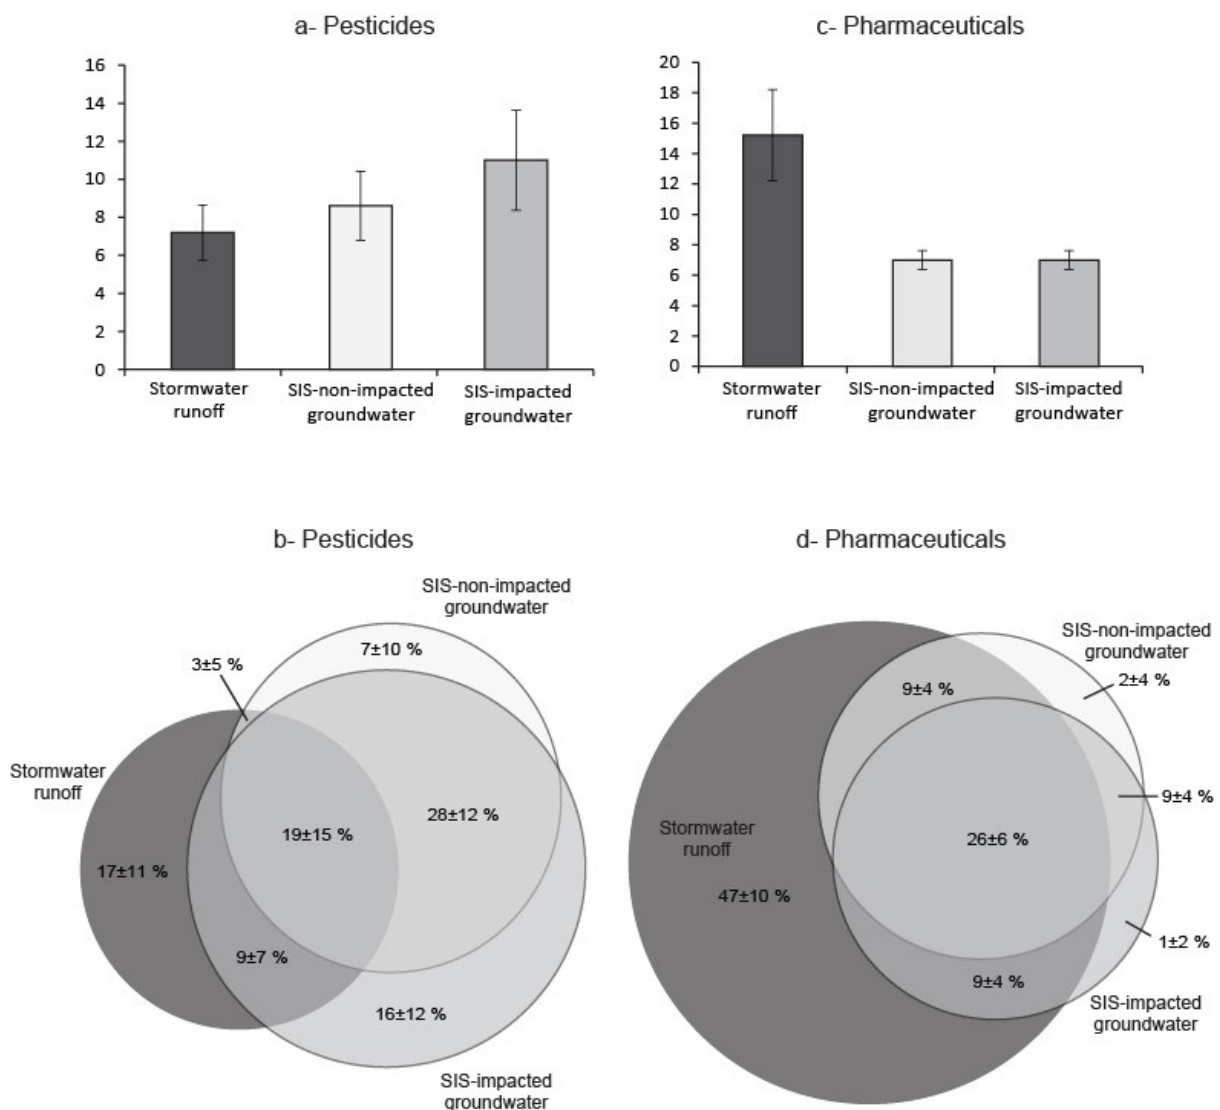 a- Pesticides
16
14
12
10
8
6
4
2
0
Stormwater
runoff
SIS-non-impacted
groundwater
SIS-impacted
groundwater
c- Pharmaceuticals
20
18
16
14
12
10
8
6
4
2
0
Stormwater
runoff
SIS-non-impacted
groundwater
SIS-impacted
groundwater
b- Pesticides
SIS-non-impacted
groundwater
7±10 %
3±5 %
Stormwater
runoff
28±12 %
19±15 %
17±11 %
9±7 %
16±12 %
SIS-impacted
groundwater
d- Pharmaceuticals
SIS-non-impacted
groundwater
2±4 %
9±4 %
9±4 %
Stormwater
runoff
26±6 %
47±10 %
1±2 %
9±4 %
SIS-impacted
groundwater